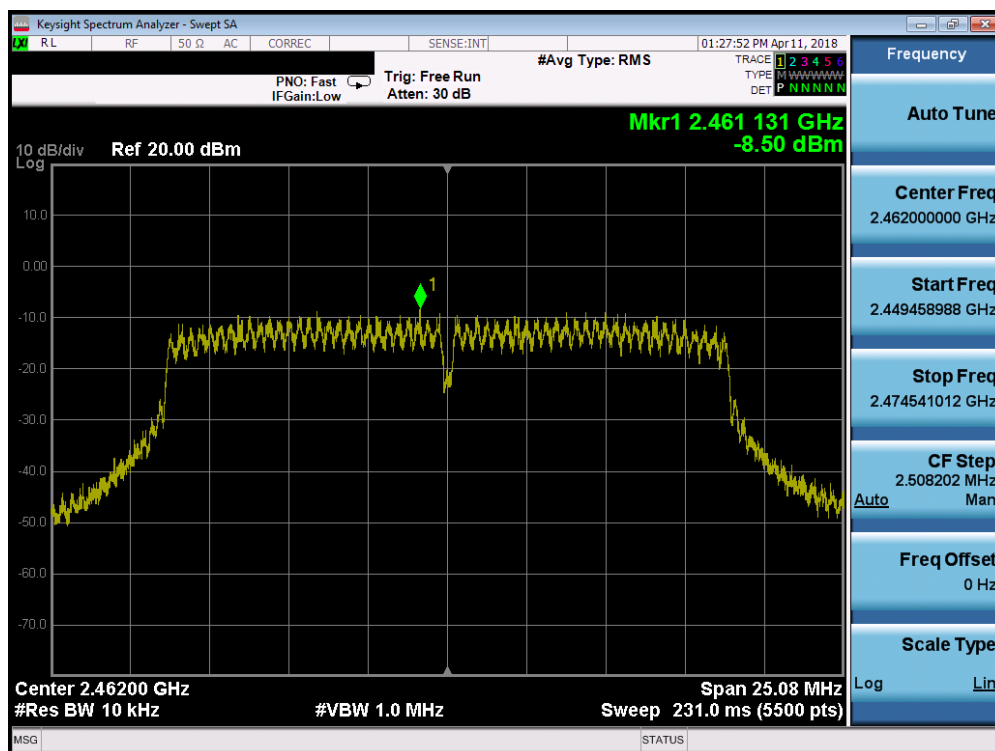 Keysight Spectrum Analyzer - Swept SA
LXI RL RF 50 Ω AC CORREC SENSE:INT 01:27:52 PM Apr 11, 2018
#Avg Type: RMS TRACE 1 2 3 4 5 6
PNO: Fast Trig: Free Run TYPE M WWWWW
IFGain:Low Atten: 30 dB DET P N N N N N
Mkr1 2.461 131 GHz
-8.50 dBm
10 dB/div Ref 20.00 dBm
Log
10.0
0.00
-10.0
-20.0
-30.0
-40.0
-50.0
-60.0
-70.0
1
Center 2.46200 GHz Span 25.08 MHz
#Res BW 10 kHz #VBW 1.0 MHz Sweep 231.0 ms (5500 pts)
MSG STATUS
Frequency
Auto Tune
Center Freq
2.462000000 GHz
Start Freq
2.449458988 GHz
Stop Freq
2.474541012 GHz
CF Step
2.508202 MHz
Auto Man
Freq Offset
0 Hz
Scale Type
Log Lin